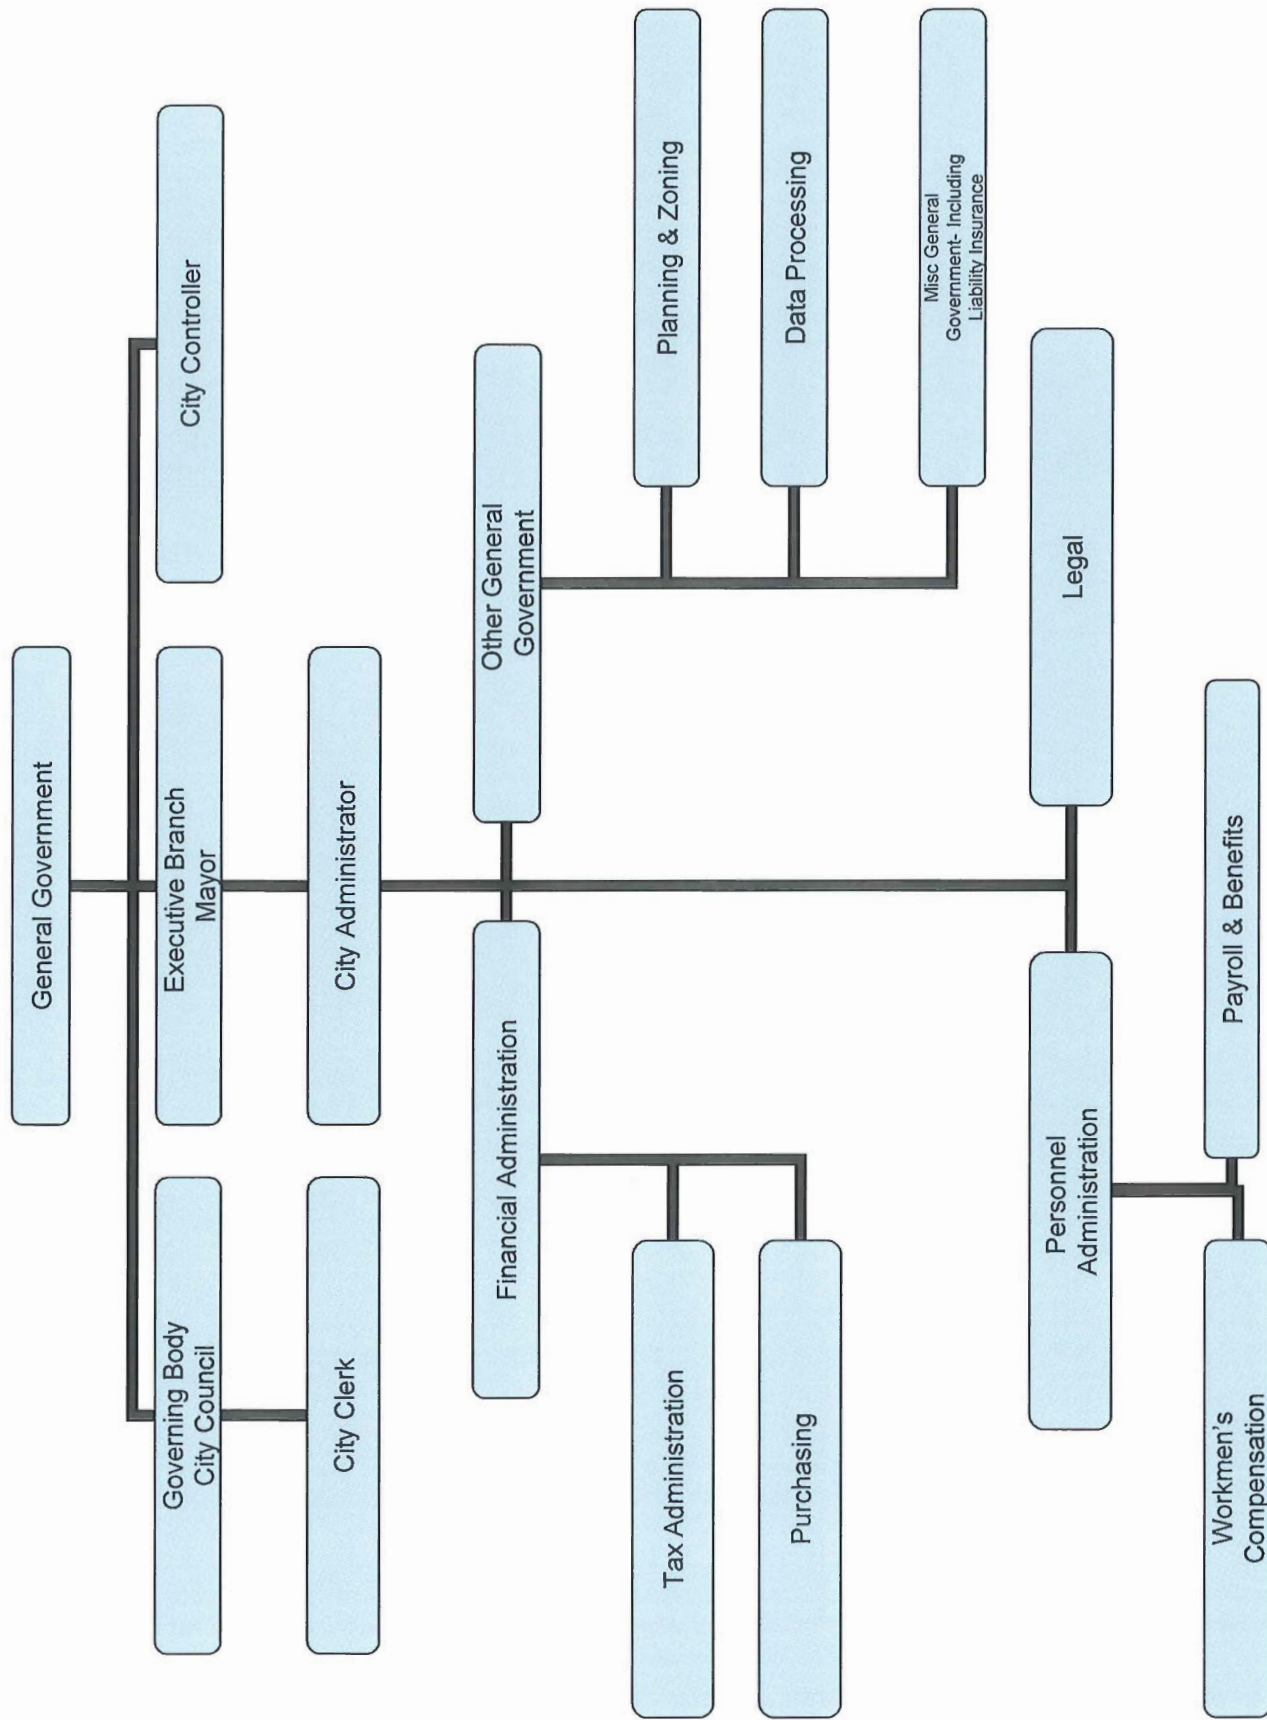 General Government
Governing Body
City Council
Executive Branch
Mayor
City Controller
City Clerk
City Administrator
Financial Administration
Other General
Government
Tax Administration
Planning & Zoning
Purchasing
Data Processing
Misc General
Government- Including
Liability Insurance
Personnel
Administration
Legal
Workmen's
Compensation
Payroll & Benefits